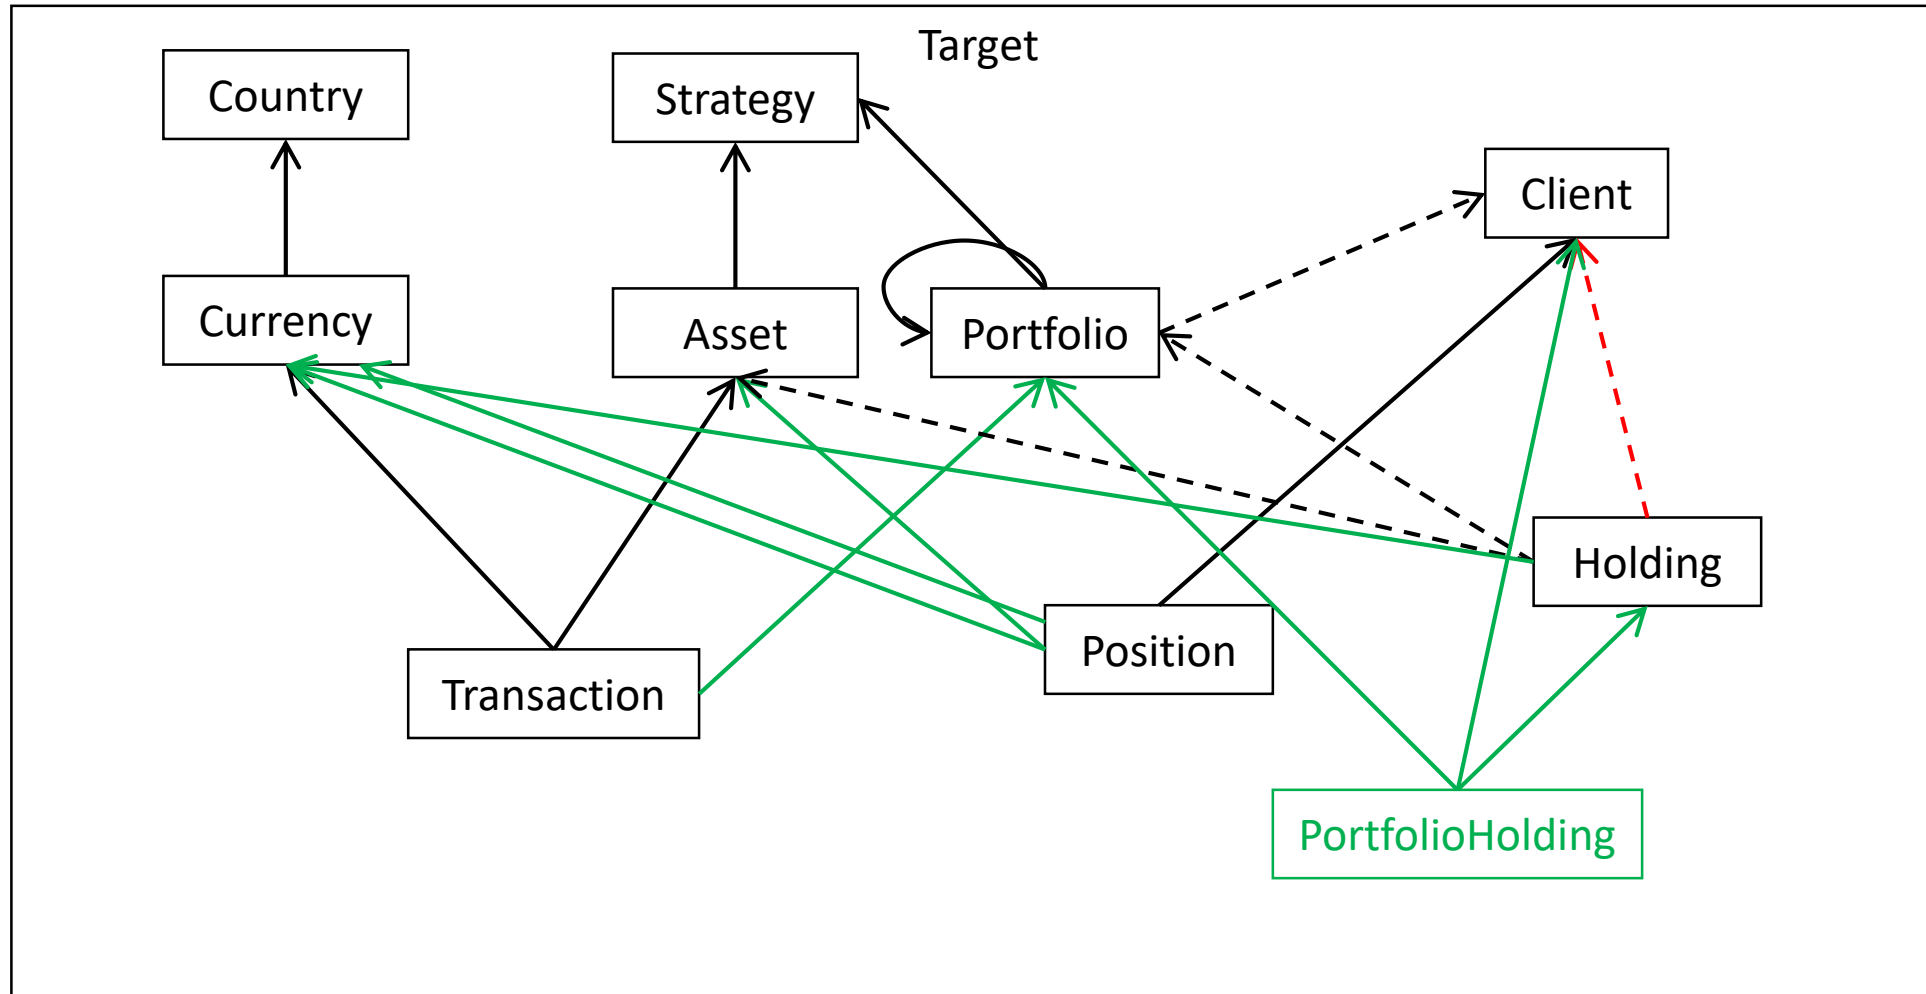 Target
Country
Strategy
Client
Currency
Asset
Portfolio
Holding
Position
Transaction
PortfolioHolding